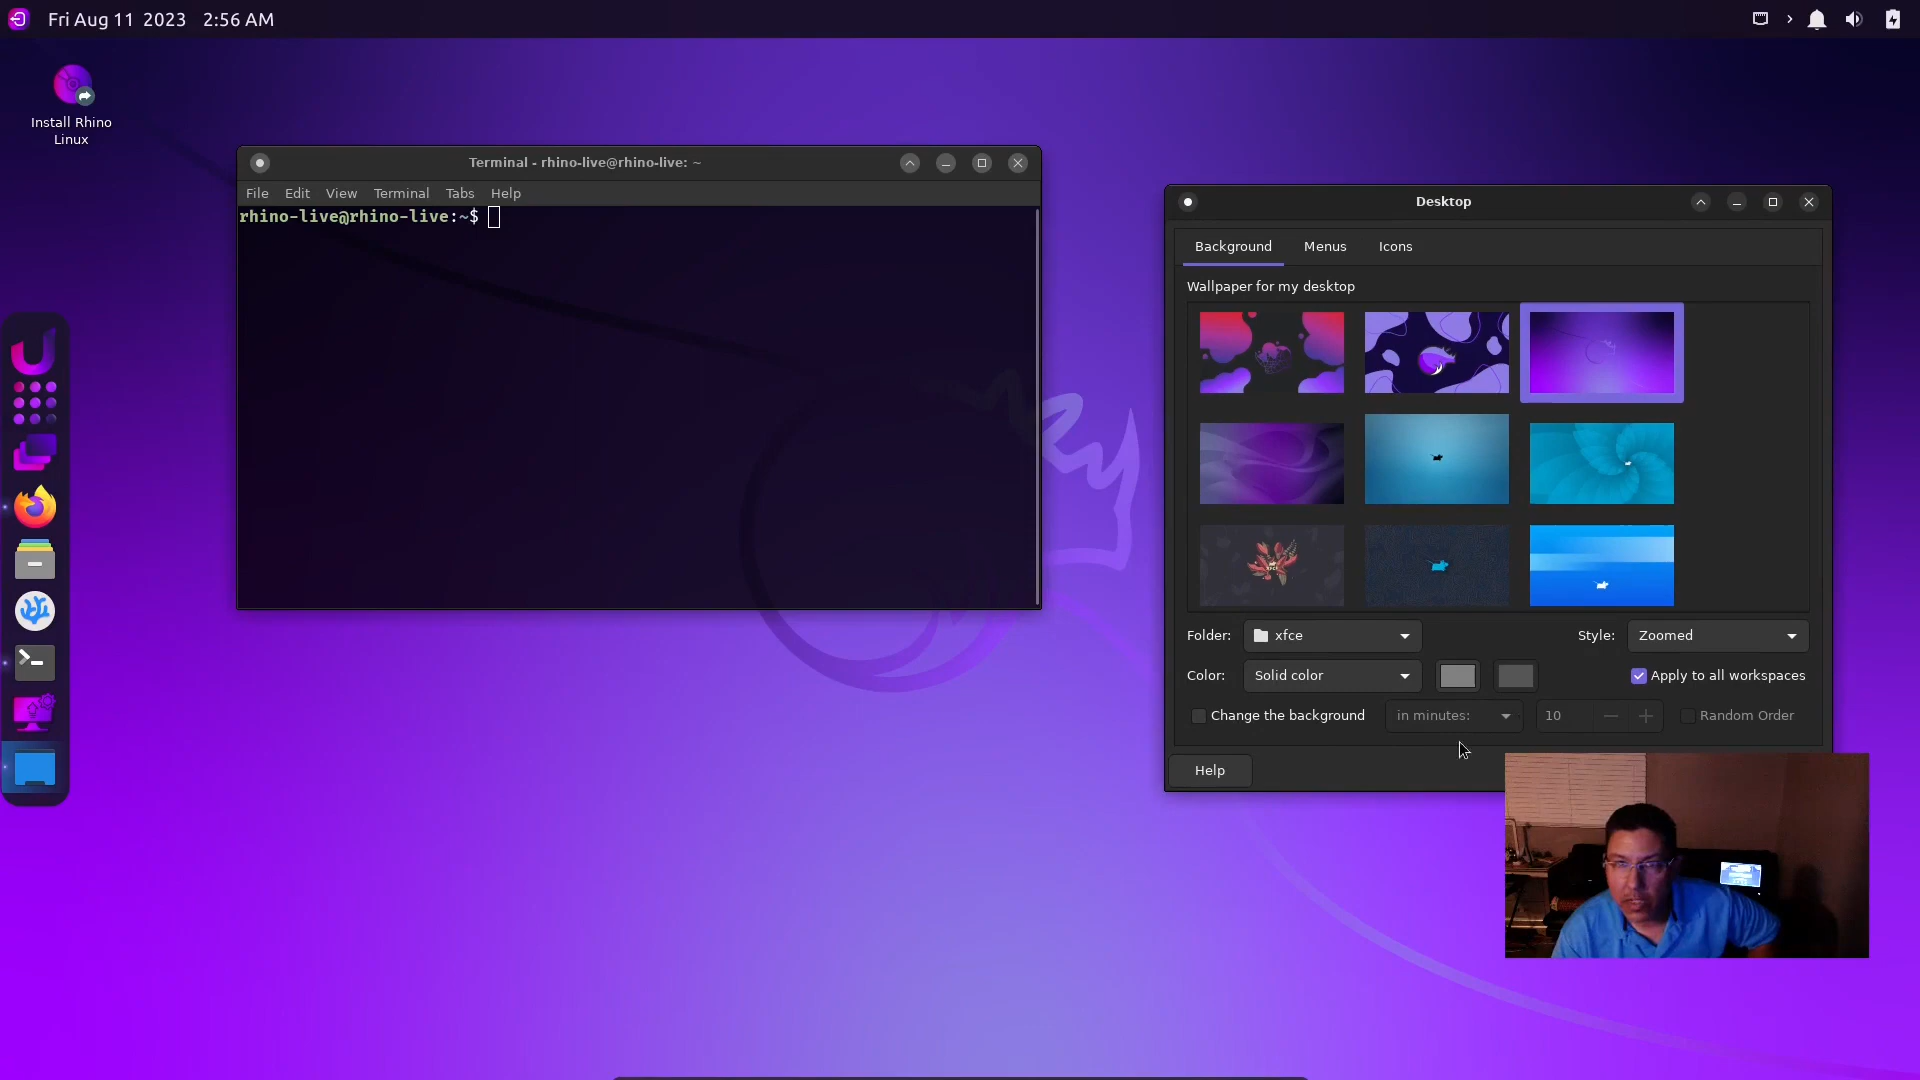 Fri Aug 11 2023 2:56 AM
Install Rhino
Linux
Terminal - rhino-live@rhino-live: ~
File Edit View Terminal Tabs Help
rhino-live@rhino-live:~$
Desktop
Background Menus Icons
Wallpaper for my desktop
Folder: xfce Style: Zoomed
Color: Solid color Apply to all workspaces
Change the background in minutes: 10 Random Order
Help